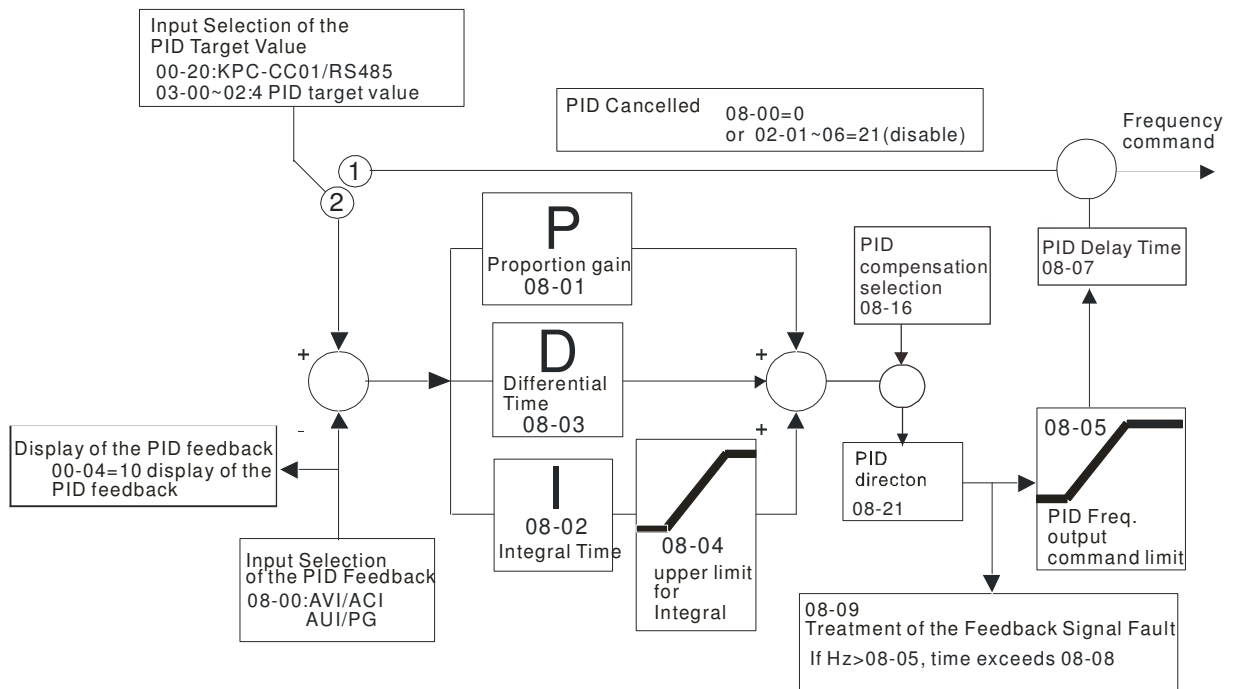 Input Selection of the
PID Target Value
00-20:KPC-CC01/RS485
03-00~02:4 PID target value
PID Cancelled
08-00=0
or 02-01~06=21(disable)
Frequency
command
1
2
P
Proportion gain
08-01
PID
compensation
selection
08-16
PID Delay Time
08-07
+
-
D
Differential
Time
08-03
+
+
Display of the PID feedback
00-04=10 display of the
PID feedback
I
08-02
Integral Time
08-04
upper limit
for
Integral
PID
directon
08-21
08-05
PID Freq.
output
command limit
Input Selection
of the PID Feedback
08-00:AVI/ACI
AUI/PG
08-09
Treatment of the Feedback Signal Fault
If Hz>08-05, time exceeds 08-08